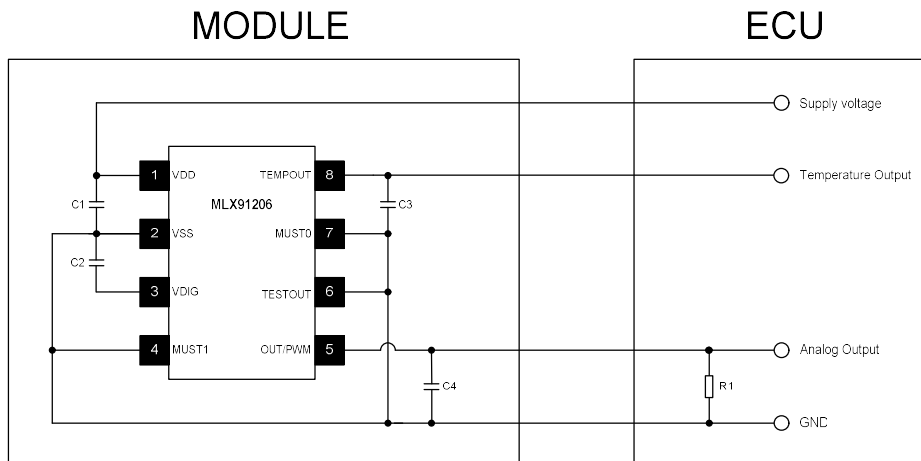 MODULE
ECU
Supply voltage
1 VDD
TEMPOUT 8
Temperature Output
MLX91206
C1
C3
2 VSS
MUST0 7
C2
3 VDIG
TESTOUT 6
4 MUST1
OUT/PWM 5
Analog Output
C4
R1
GND